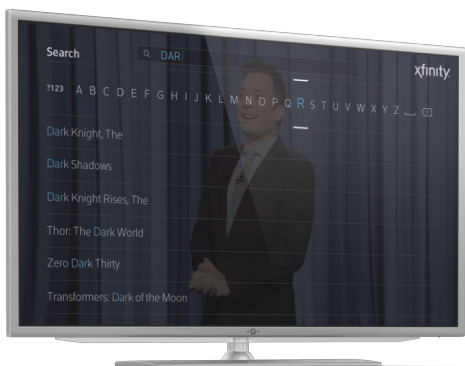 Search
DAR
xfinity
?123 A B C D E F G H I J K L M N O P Q R S T U V W X Y Z
Dark Knight, The
Dark Shadows
Dark Knight Rises, The
Thor: The Dark World
Zero Dark Thirty
Transformers: Dark of the Moon